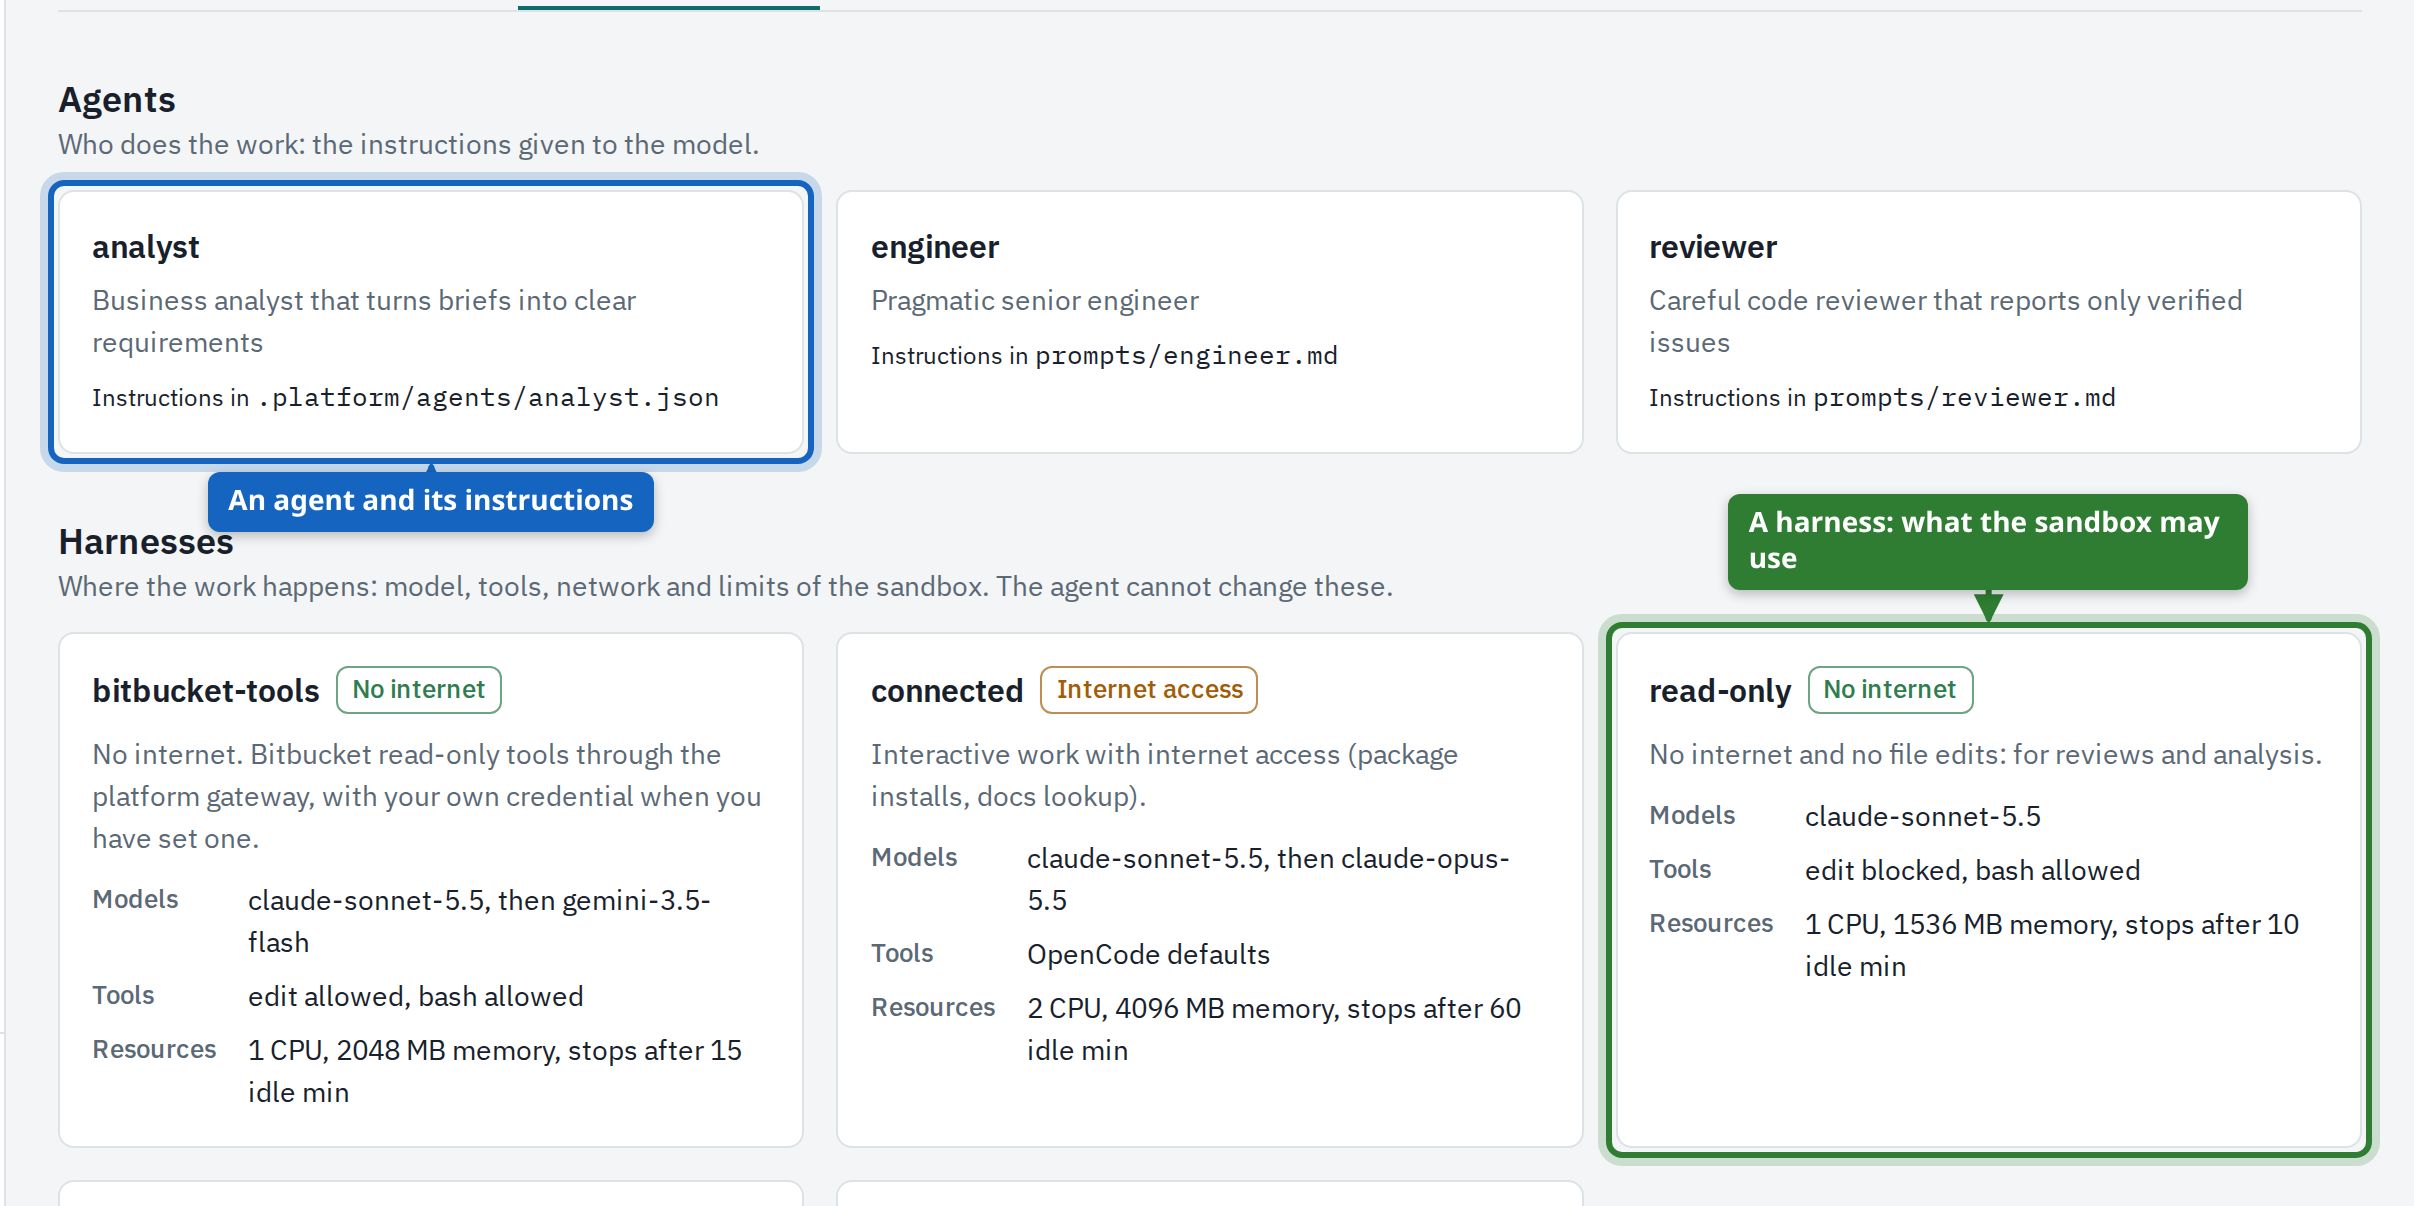 Agents
Who does the work: the instructions given to the model.
analyst
Business analyst that turns briefs into clear
requirements
Instructions in .platform/agents/analyst.json
engineer
Pragmatic senior engineer
Instructions in prompts/engineer.md
reviewer
Careful code reviewer that reports only verified
issues
Instructions in prompts/reviewer.md
An agent and its instructions
A harness: what the sandbox may
use
Harnesses
Where the work happens: model, tools, network and limits of the sandbox. The agent cannot change these.
bitbucket-tools No internet
No internet. Bitbucket read-only tools through the
platform gateway, with your own credential when you
have set one.
Models claude-sonnet-5.5, then gemini-3.5-
flash
Tools edit allowed, bash allowed
Resources 1 CPU, 2048 MB memory, stops after 15
idle min
connected Internet access
Interactive work with internet access (package
installs, docs lookup).
Models claude-sonnet-5.5, then claude-opus-
5.5
Tools OpenCode defaults
Resources 2 CPU, 4096 MB memory, stops after 60
idle min
read-only No internet
No internet and no file edits: for reviews and analysis.
Models claude-sonnet-5.5
Tools edit blocked, bash allowed
Resources 1 CPU, 1536 MB memory, stops after 10
idle min